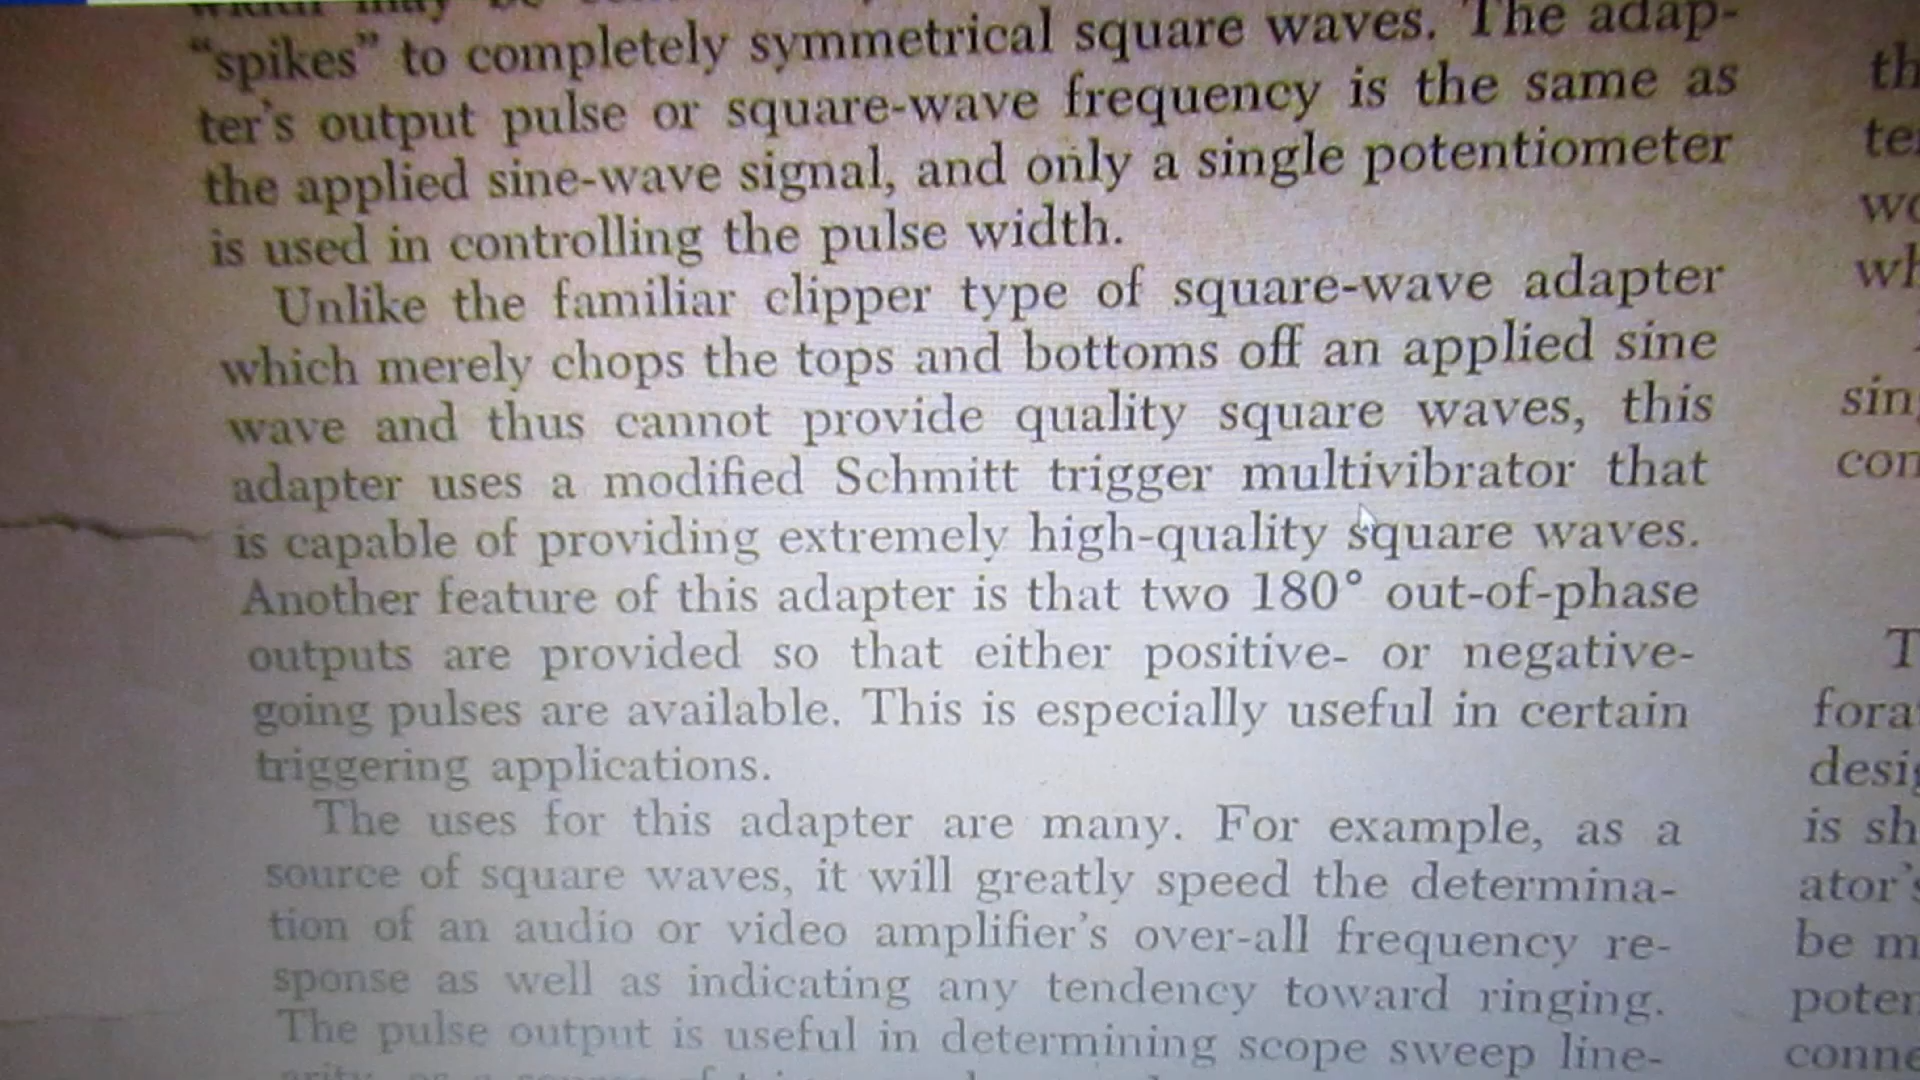 width may be
"spikes" to completely symmetrical square waves. The adap-
ter's output pulse or square-wave frequency is the same as
the applied sine-wave signal, and only a single potentiometer
is used in controlling the pulse width.
Unlike the familiar clipper type of square-wave adapter
which merely chops the tops and bottoms off an applied sine
wave and thus cannot provide quality square waves, this
adapter uses a modified Schmitt trigger multivibrator that
is capable of providing extremely high-quality square waves.
Another feature of this adapter is that two 180° out-of-phase
outputs are provided so that either positive- or negative-
going pulses are available. This is especially useful in certain
triggering applications.
The uses for this adapter are many. For example, as a
source of square waves, it will greatly speed the determina-
tion of an audio or video amplifier's over-all frequency re-
sponse as well as indicating any tendency toward ringing.
The pulse output is useful in determining scope sweep line-
th
te
wo
wh
sin
con
T
fora
desig
is sh
ator's
be m
poten
conne